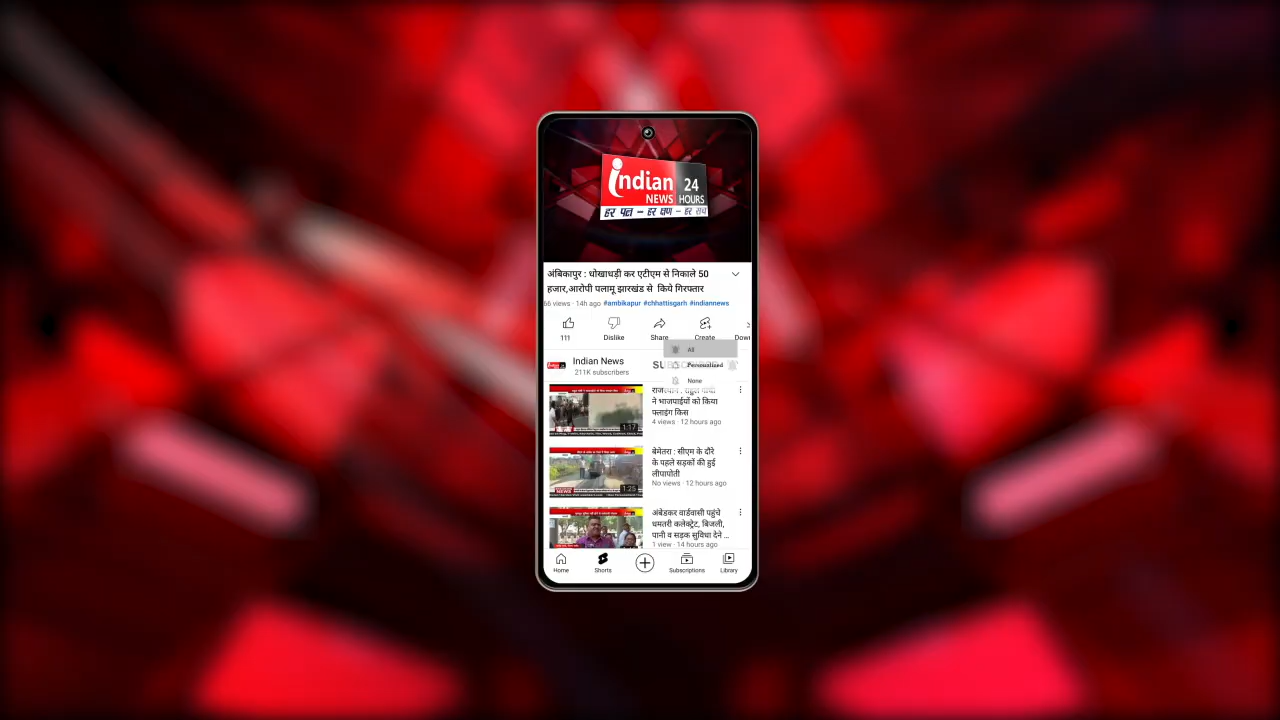 indian
NEWS
24
HOURS
हर पल – हर क्षण – हर सच
अंबिकापुर : धोखाधड़ी कर एटीएम से निकाले 50
हजार,आरोपी पलामू झारखंड से किये गिरफ्तार
66 views · 14h ago #ambikapur #chhattisgarh #indiannews
111
Dislike
Share
Create
Indian News
211K subscribers
All
Personalized
None
ने भाजपाईयों को किया
फ्लाइंग किस
4 views · 12 hours ago
1:17
बेमेतरा : सीएम के दौरे
के पहले सड़कों की हुई
लीपापोती
No views · 12 hours ago
1:25
NEWS
अंबेडकर वार्डवासी पहुंचे
धमतरी कलेक्ट्रेट, बिजली,
पानी व सड़क सुविधा देने ...
1 view · 14 hours ago
Home
Shorts
Subscriptions
Library